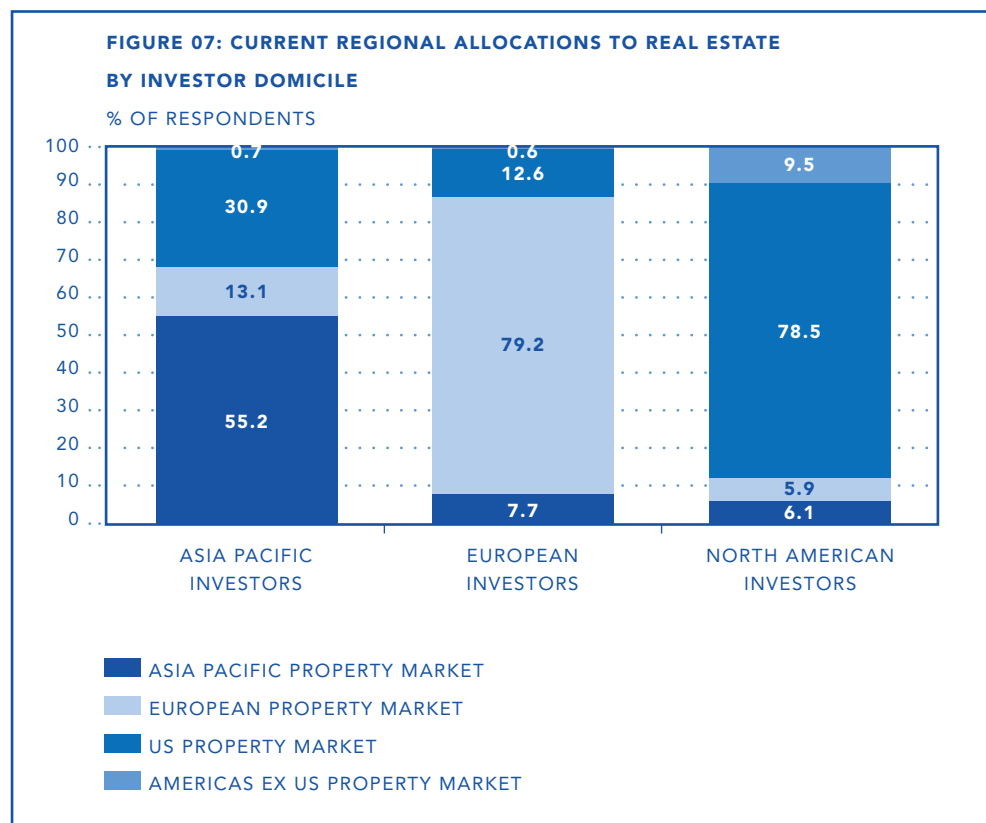 FIGURE 07: CURRENT REGIONAL ALLOCATIONS TO REAL ESTATE
BY INVESTOR DOMICILE
% OF RESPONDENTS
100
90
80
70
60
50
40
30
20
10
0
0.7
30.9
13.1
55.2
0.6
12.6
79.2
7.7
9.5
78.5
5.9
6.1
ASIA PACIFIC
INVESTORS
EUROPEAN
INVESTORS
NORTH AMERICAN
INVESTORS
ASIA PACIFIC PROPERTY MARKET
EUROPEAN PROPERTY MARKET
US PROPERTY MARKET
AMERICAS EX US PROPERTY MARKET